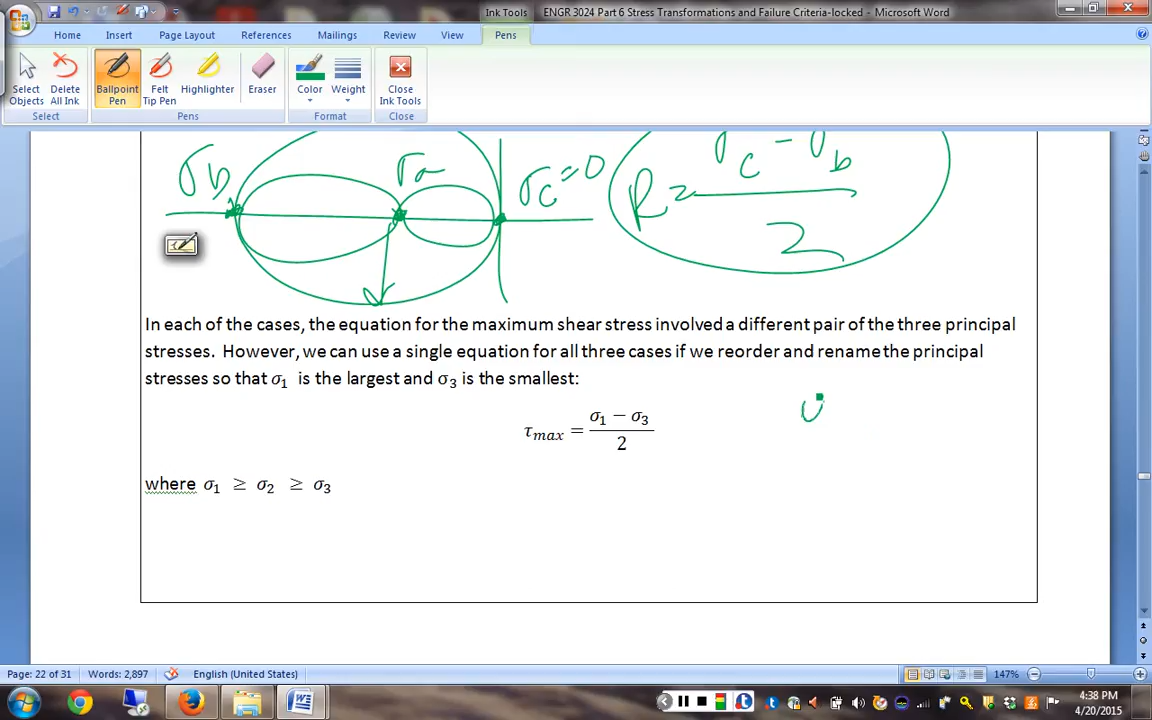 Ink Tools
ENGR 3024 Part 6 Stress Transformations and Failure Criteria-locked - Microsoft Word
Home Insert Page Layout References Mailings Review View Pens
Select Objects
Delete All Ink
Ballpoint Pen
Felt Tip Pen
Highlighter
Eraser
Color
Weight
Close Ink Tools
Select Pens Format Close
σb σa σc=0
R= σc - σb / 2
In each of the cases, the equation for the maximum shear stress involved a different pair of the three principal
stresses. However, we can use a single equation for all three cases if we reorder and rename the principal
stresses so that σ₁ is the largest and σ₃ is the smallest:
τmax = σ₁ − σ₃ / 2
where σ₁ ≥ σ₂ ≥ σ₃
Page: 22 of 31 Words: 2,897 English (United States) 147%
4:38 PM
4/20/2015